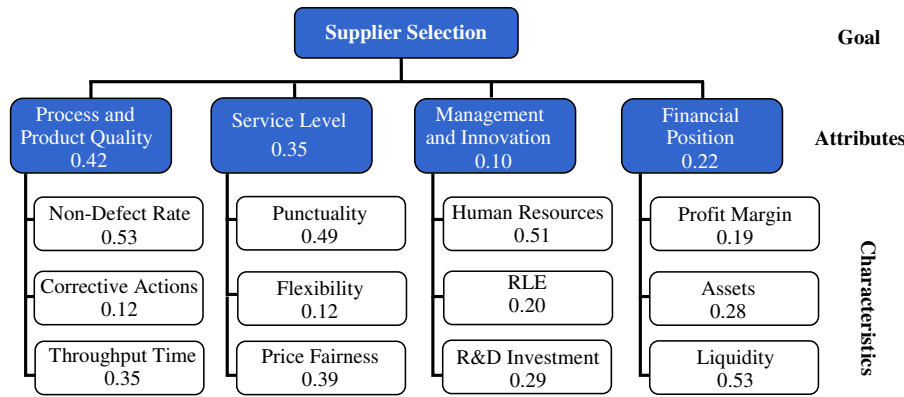 Supplier Selection
Goal
Process and
Product Quality
0.42
Service Level
0.35
Management
and Innovation
0.10
Financial
Position
0.22
Attributes
Non-Defect Rate
0.53
Punctuality
0.49
Human Resources
0.51
Profit Margin
0.19
Corrective Actions
0.12
Flexibility
0.12
RLE
0.20
Assets
0.28
Throughput Time
0.35
Price Fairness
0.39
R&D Investment
0.29
Liquidity
0.53
Characteristics